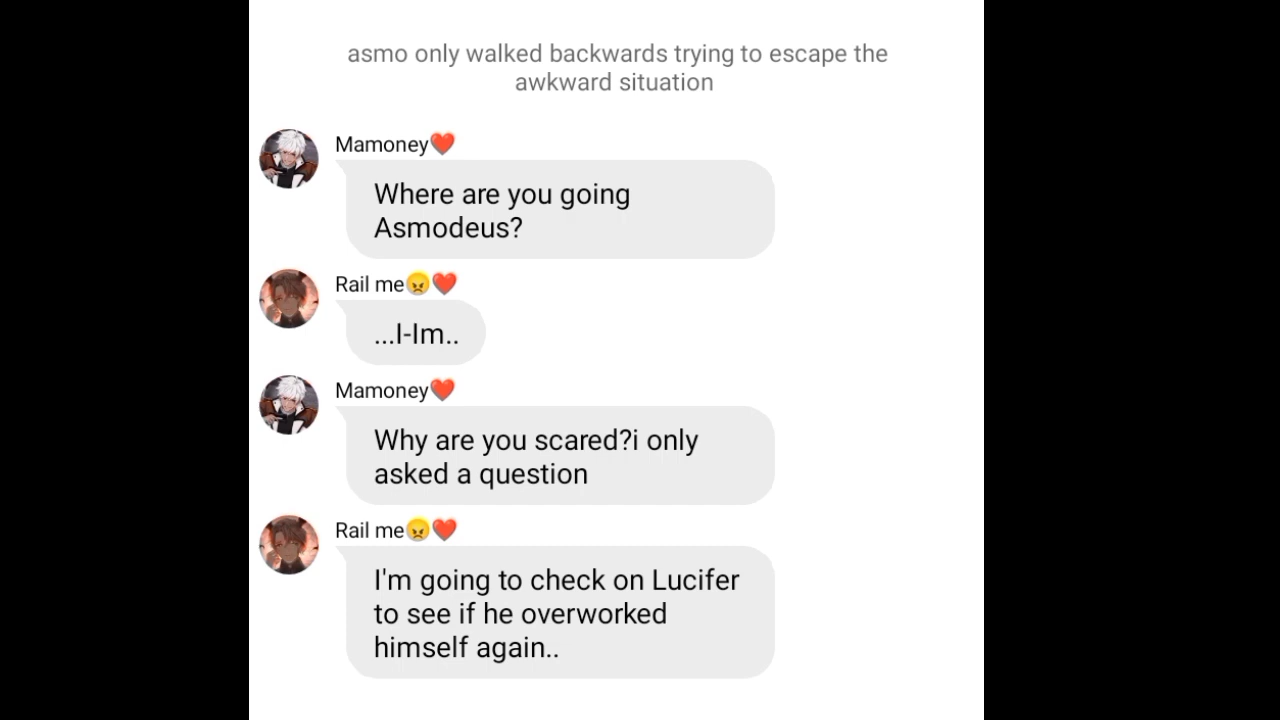 asmo only walked backwards trying to escape the
awkward situation
Mamoney❤️
Where are you going
Asmodeus?
Rail me😠❤️
...I-Im..
Mamoney❤️
Why are you scared?i only
asked a question
Rail me😠❤️
I'm going to check on Lucifer
to see if he overworked
himself again..